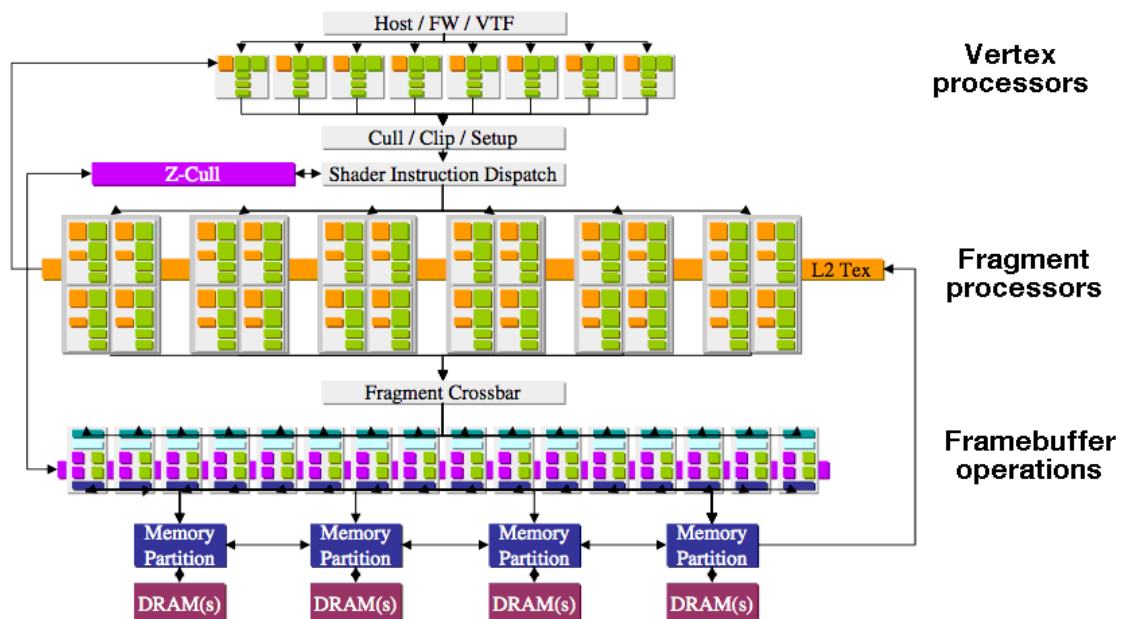 Host / FW / VTF
Vertex
processors
Cull / Clip / Setup
Z-Cull
Shader Instruction Dispatch
L2 Tex
Fragment
processors
Fragment Crossbar
Framebuffer
operations
Memory
Partition
Memory
Partition
Memory
Partition
Memory
Partition
DRAM(s)
DRAM(s)
DRAM(s)
DRAM(s)